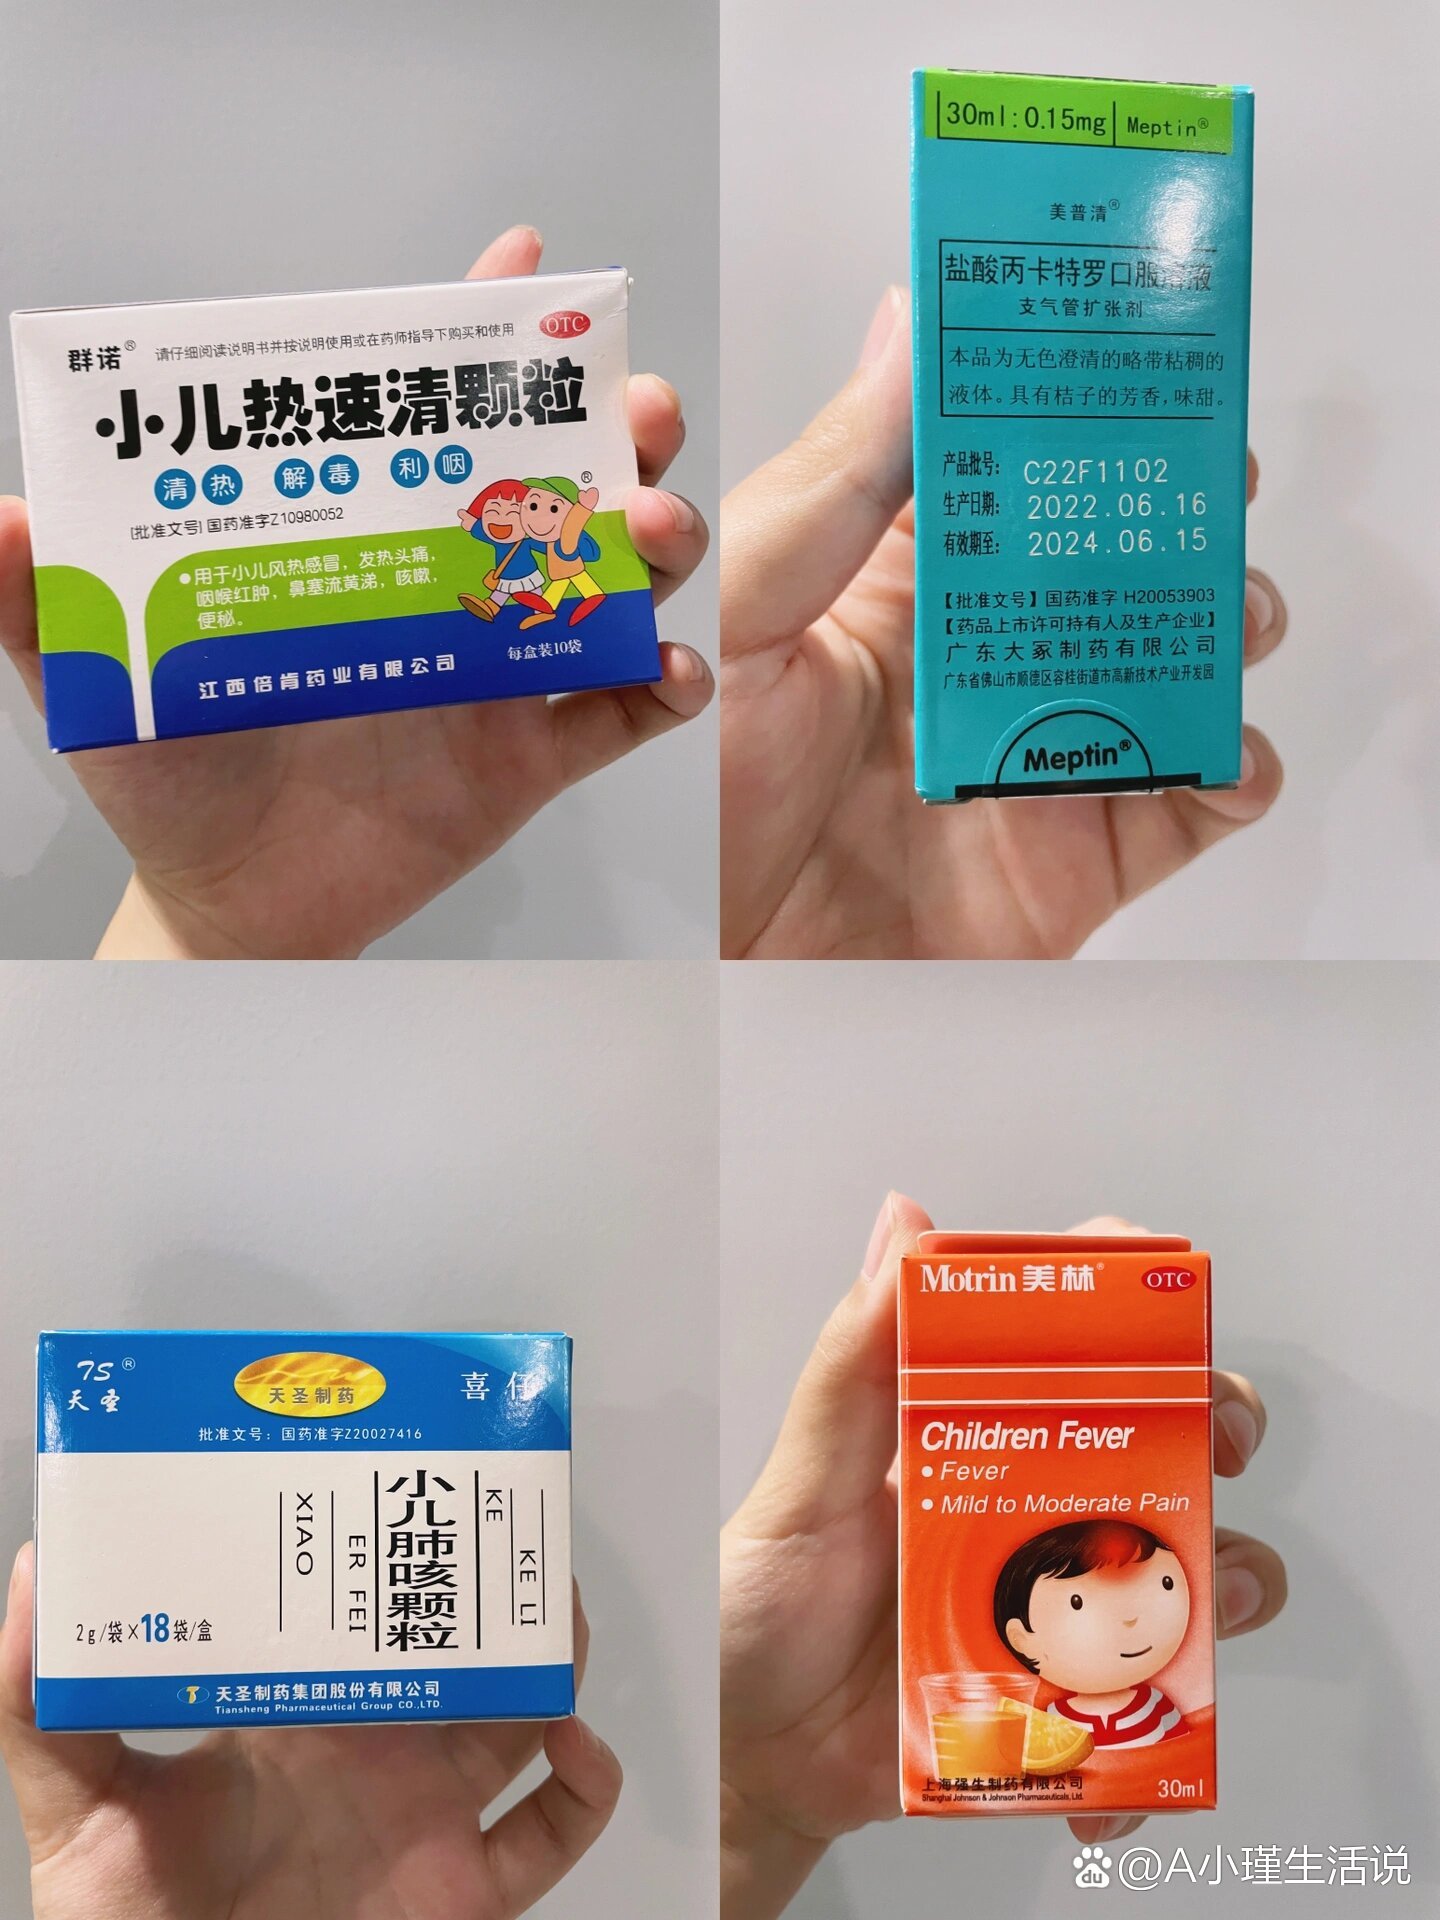 群诺®
请仔细阅读说明书并按说明使用或在药师指导下购买和使用
OTC
小儿热速清颗粒
清热 解毒 利咽
®
[批准文号]国药准字Z10980052
●用于小儿风热感冒，发热头痛，
咽喉红肿，鼻塞流黄涕，咳嗽，
便秘。
每盒装10袋
江西倍肯药业有限公司
30ml:0.15mg Meptin®
美普清®
盐酸丙卡特罗口服溶液
支气管扩张剂
本品为无色澄清的略带粘稠的
液体。具有桔子的芳香，味甜。
产品批号: C22F1102
生产日期: 2022.06.16
有效期至: 2024.06.15
【批准文号】国药准字 H20053903
【药品上市许可持有人及生产企业】
广东大冢制药有限公司
广东省佛山市顺德区容桂街道市高新技术产业开发园
Meptin®
TS®
天圣
天圣制药
喜仔
批准文号：国药准字Z20027416
小儿肺咳颗粒
XIAO
ER FEI
KE
KE LI
2g/袋×18袋/盒
天圣制药集团股份有限公司
Tiansheng Pharmaceutical Group CO.,LTD.
Motrin美林®
OTC
Children Fever
● Fever
● Mild to Moderate Pain
上海强生制药有限公司
Shanghai Johnson & Johnson Pharmaceuticals, Ltd.
30ml
du @A小瑾生活说